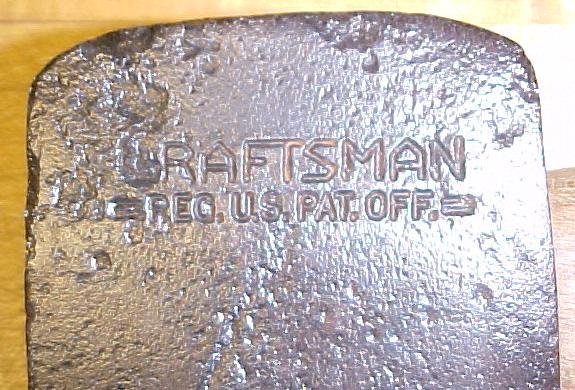 CRAFTSMAN
=REG. U.S. PAT. OFF.=